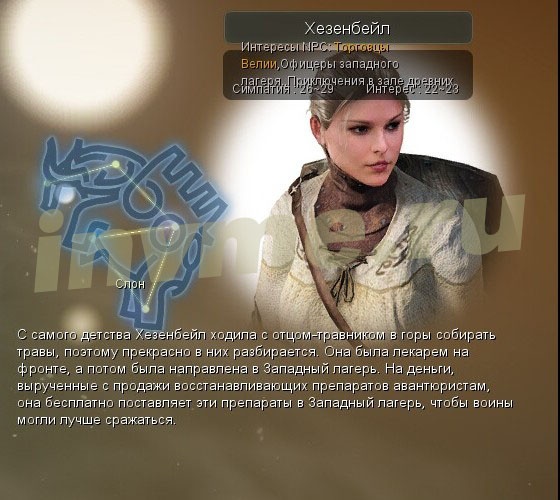 Хезенбейл
Интересы NPC: Торговцы
Велии,Офицеры западного
лагеря, Приключения в зале древних
Симпатия : 26~29 Интерес : 22~23
inyme.ru
Слон
С самого детства Хезенбейл ходила с отцом-травником в горы собирать
травы, поэтому прекрасно в них разбирается. Она была лекарем на
фронте, а потом была направлена в Западный лагерь. На деньги,
вырученные с продажи восстанавливающих препаратов авантюристам,
она бесплатно поставляет эти препараты в Западный лагерь, чтобы воины
могли лучше сражаться.